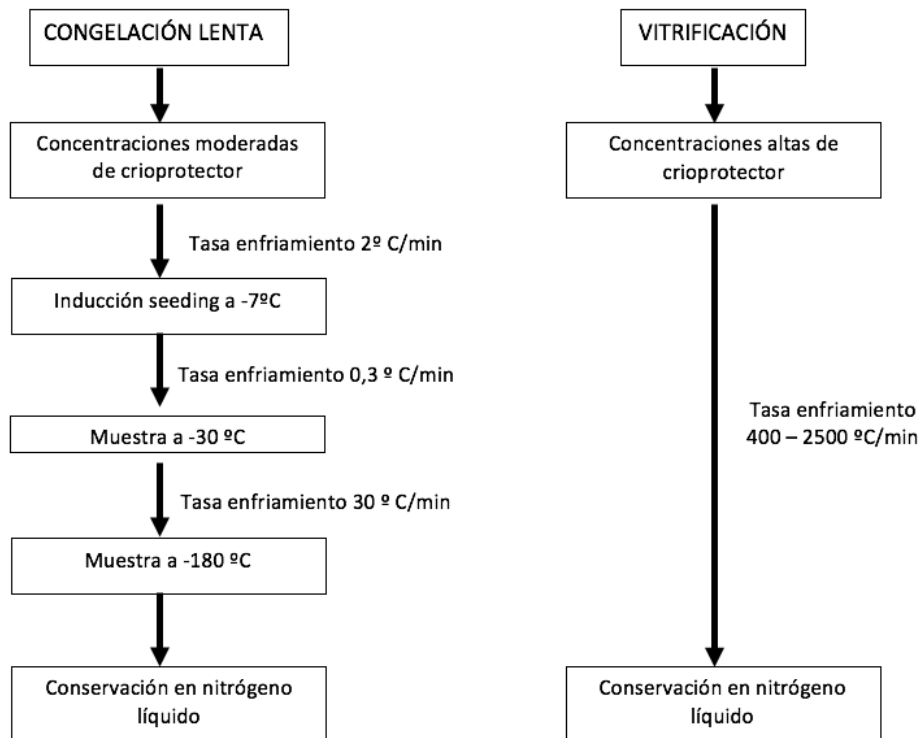 CONGELACIÓN LENTA
Concentraciones moderadas
de crioprotector
Tasa enfriamiento 2º C/min
Inducción seeding a -7ºC
Tasa enfriamiento 0,3 º C/min
Muestra a -30 ºC
Tasa enfriamiento 30 º C/min
Muestra a -180 ºC
Conservación en nitrógeno
líquido
VITRIFICACIÓN
Concentraciones altas de
crioprotector
Tasa enfriamiento
400 – 2500 ºC/min
Conservación en nitrógeno
líquido